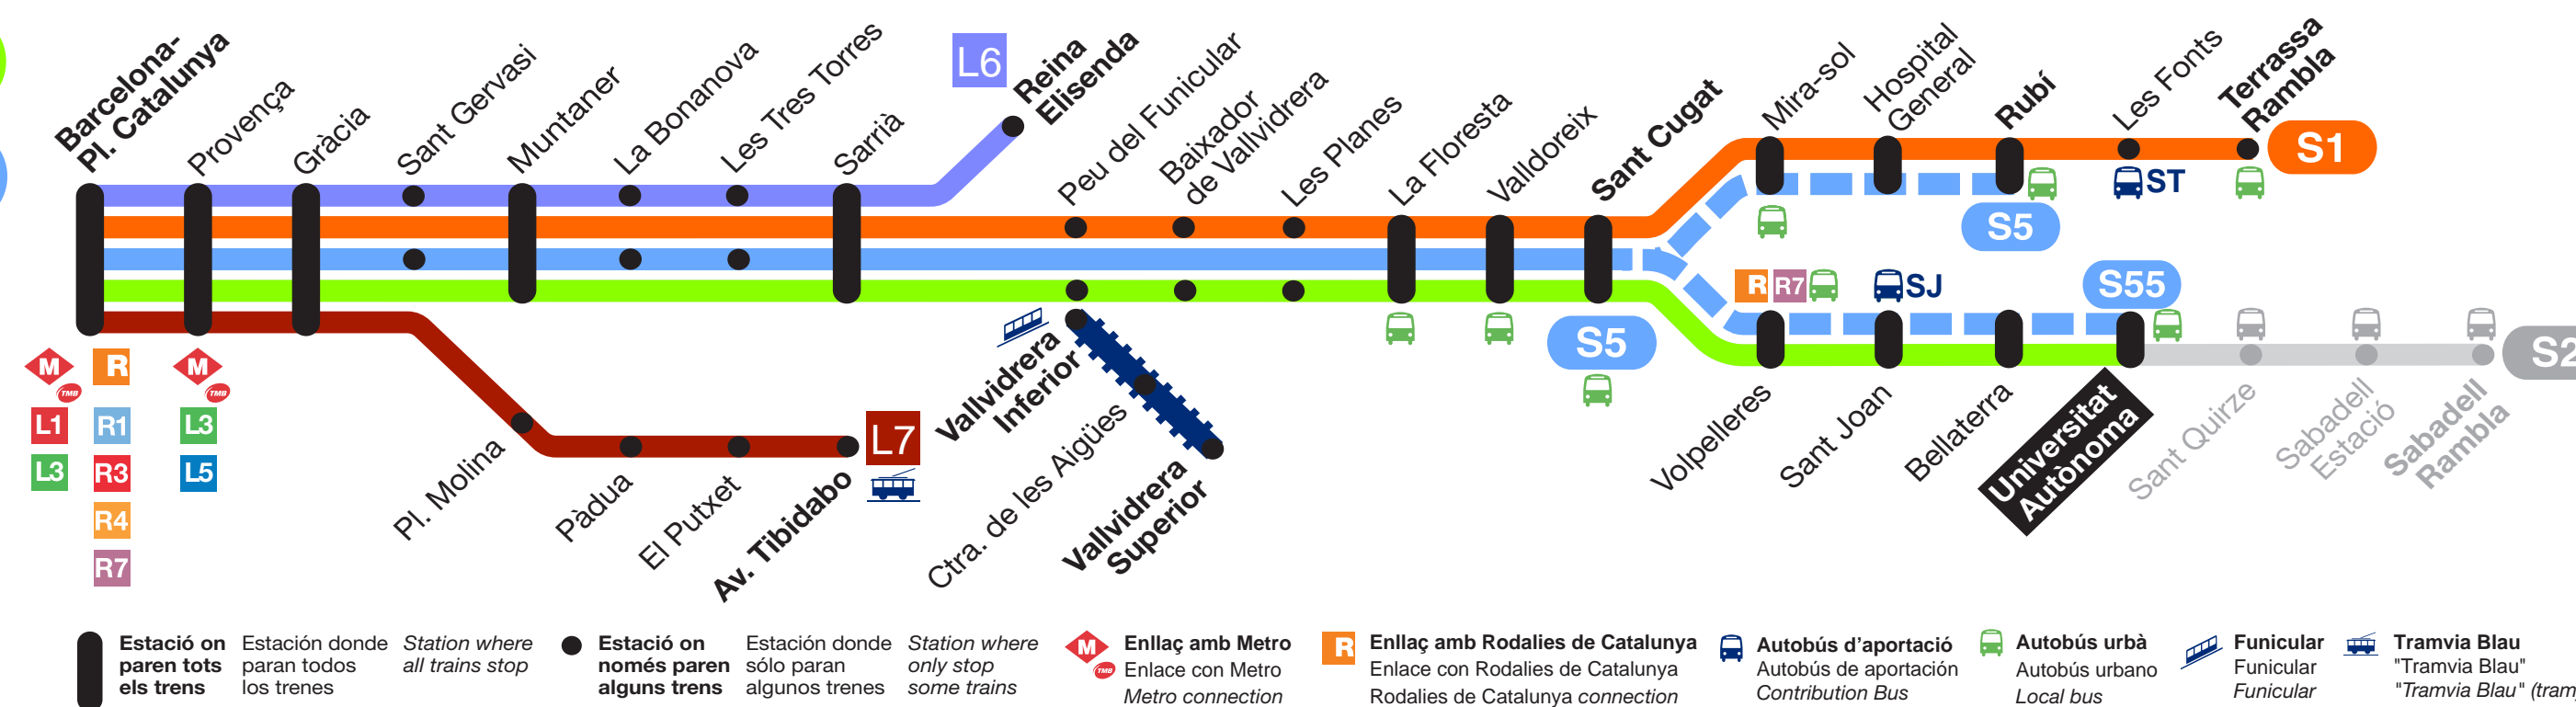 Barcelona-
Pl. Catalunya
Provença
Gràcia
Sant Gervasi
Muntaner
La Bonanova
Les Tres Torres
Sarrià
L6
Reina
Elisenda
Peu del Funicular
Baixador
de Vallvidrera
Les Planes
La Floresta
Valldoreix
Sant Cugat
Mira-sol
Hospital
General
Rubí
Les Fonts
Terrassa
Rambla
S1
ST
S5
R R7
SJ
S55
S5
M
TMB
R
M
TMB
L1
R1
L3
L3
R3
L5
R4
R7
Pl. Molina
Pàdua
El Putxet
Av. Tibidabo
L7
Vallvidrera
Inferior
Ctra. de les Aigües
Vallvidrera
Superior
Volpelleres
Sant Joan
Bellaterra
Universitat
Autònoma
Sant Quirze
Sabadell
Estació
Sabadell
Rambla
S2
Estació on
paren tots
els trens
Estación donde
paran todos
los trenes
Station where
all trains stop
Estació on
només paren
alguns trens
Estación donde
sólo paran
algunos trenes
Station where
only stop
some trains
M
TMB
Enllaç amb Metro
Enlace con Metro
Metro connection
R
Enllaç amb Rodalies de Catalunya
Enlace con Rodalies de Catalunya
Rodalies de Catalunya connection
Autobús d'aportació
Autobús de aportación
Contribution Bus
Autobús urbà
Autobús urbano
Local bus
Funicular
Funicular
Funicular
Tramvia Blau
"Tramvia Blau"
"Tramvia Blau" (tram